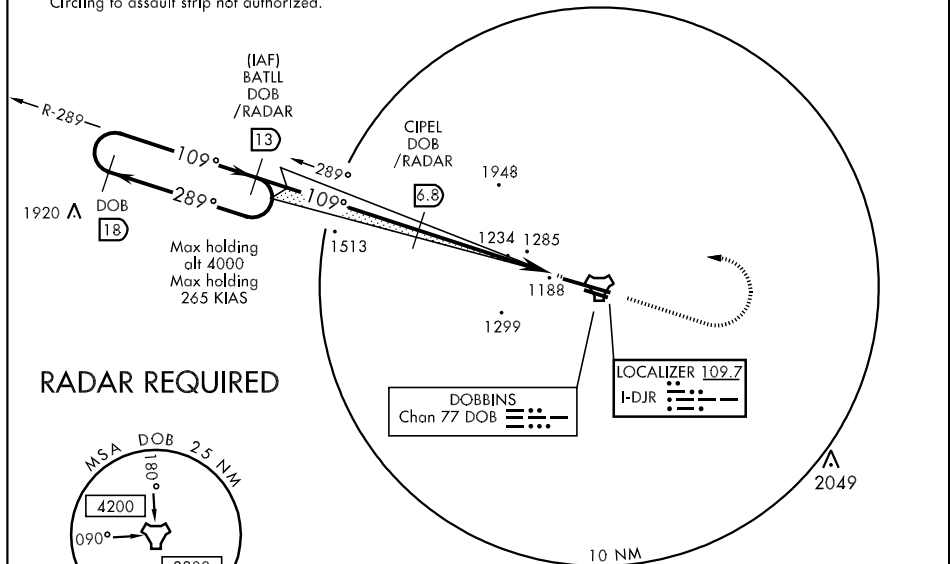 Circling to assault strip not authorized.
(IAF)
BATLL
DOB
/RADAR
13
R-289
109°
289°
DOB
18
1920
Max holding
alt 4000
Max holding
265 KIAS
289°
109°
CIPEL
DOB
/RADAR
6.8
1948
1513
1234
1285
1188
1299
RADAR REQUIRED
DOBBINS
Chan 77 DOB
LOCALIZER 109.7
I-DJR
2049
10 NM
MSA DOB 25 NM
180°
4200
090°